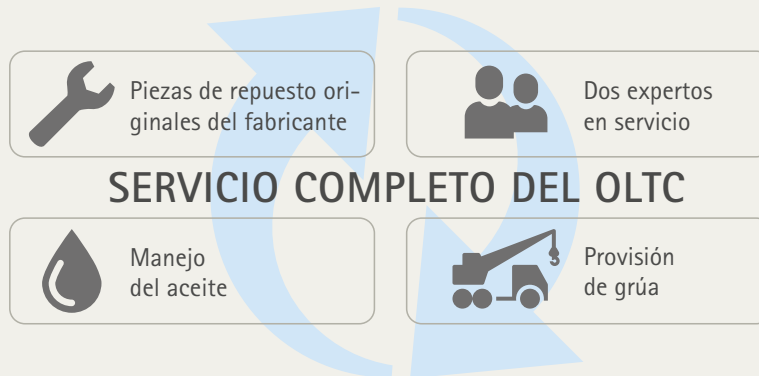 Piezas de repuesto ori-
ginales del fabricante
Dos expertos
en servicio
SERVICIO COMPLETO DEL OLTC
Manejo
del aceite
Provisión
de grúa